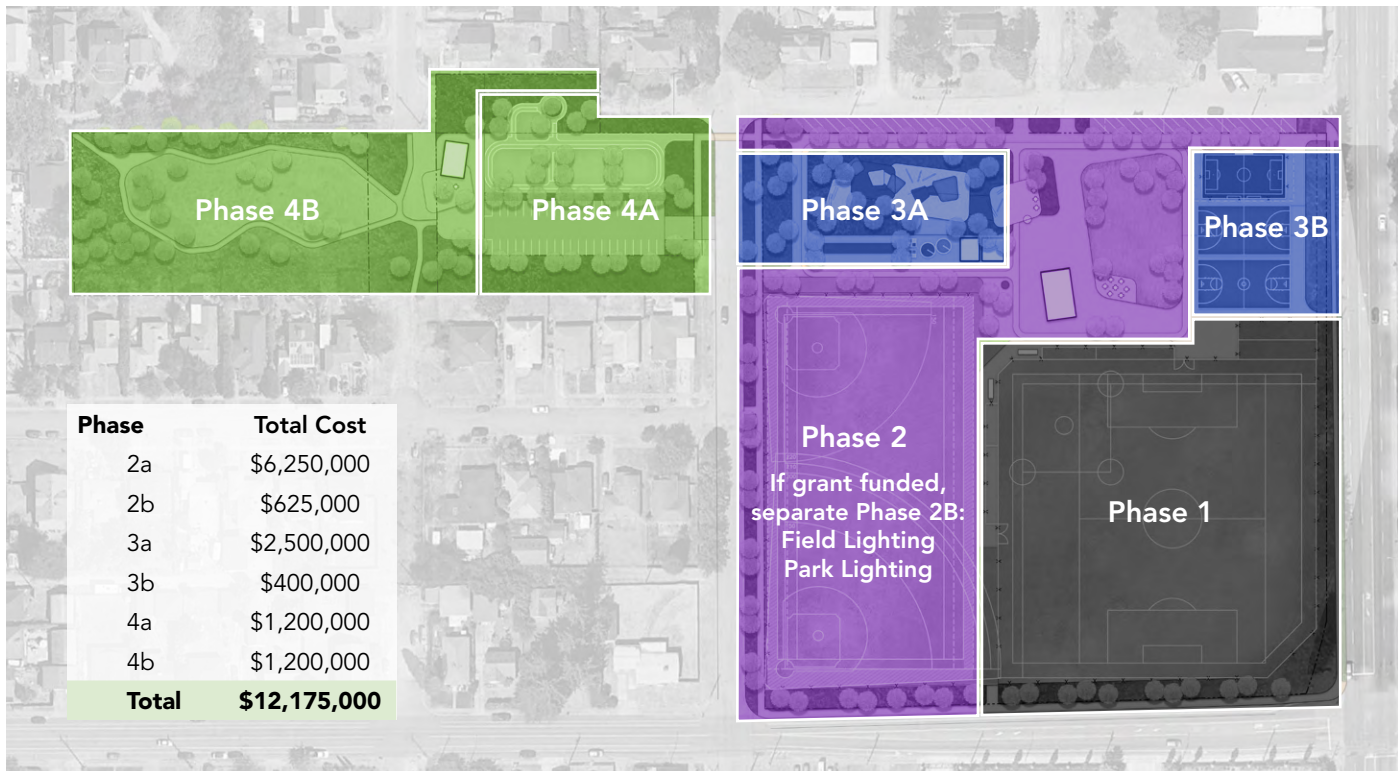 Phase 4B
Phase 4A
Phase 3A
Phase 3B
Phase 2
If grant funded,
separate Phase 2B:
Field Lighting
Park Lighting
Phase 1
Phase Total Cost
2a $6,250,000
2b $625,000
3a $2,500,000
3b $400,000
4a $1,200,000
4b $1,200,000
Total $12,175,000